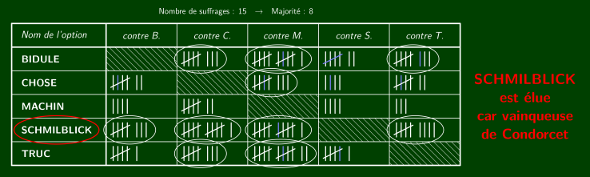 Nombre de suffrages : 15 → Majorité : 8
Nom de l'option contre B. contre C. contre M. contre S. contre T.
BIDULE
CHOSE
MACHIN
SCHMILBLICK
TRUC
SCHMILBLICK
est élue
car vainqueuse
de Condorcet